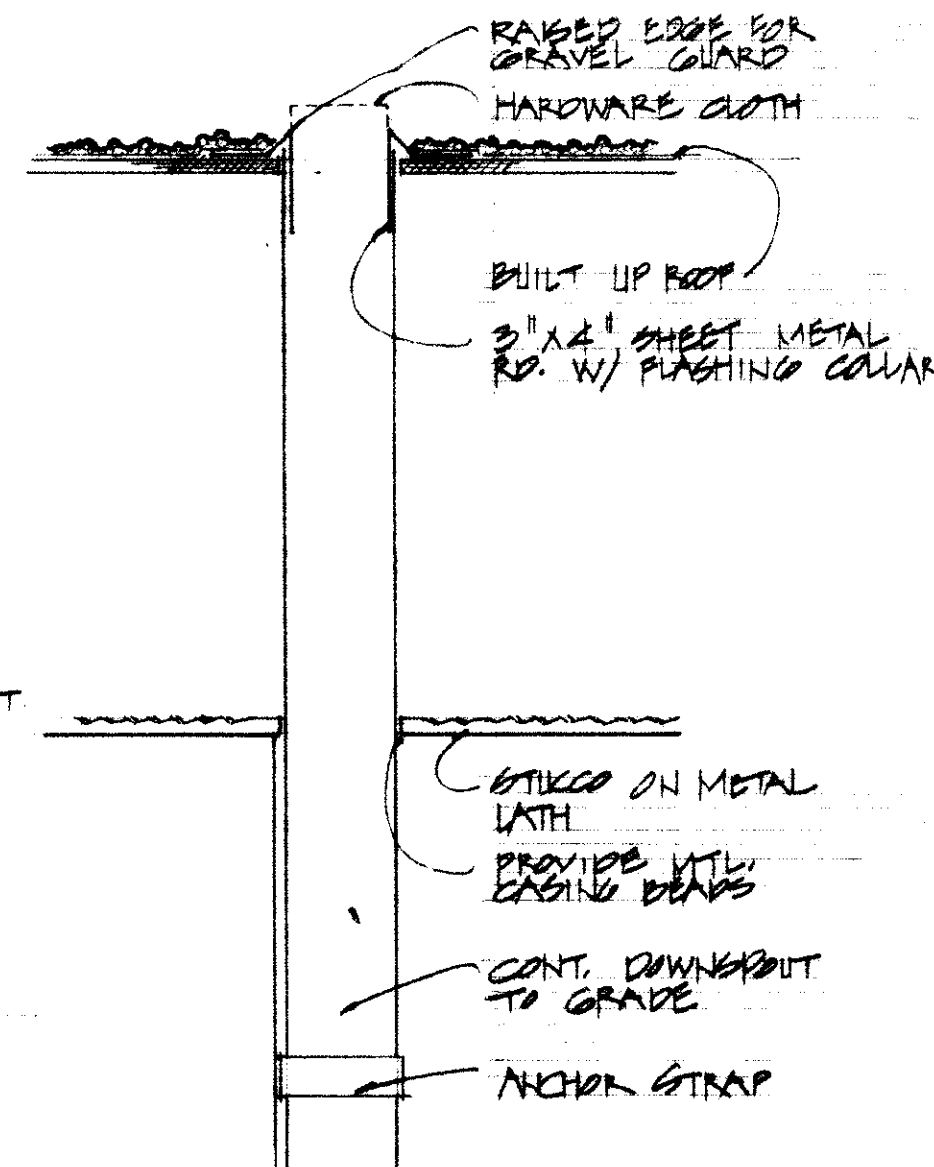 RAISED EDGE FOR
GRAVEL GUARD
HARDWARE CLOTH
BUILT UP ROOF
3" X 4" SHEET METAL
RD. W/ FLASHING COLLAR
T
STUCCO ON METAL
LATH
PROVIDE MTL.
CASING BEADS
CONT. DOWNSPOUT
TO GRADE
ANCHOR STRAP